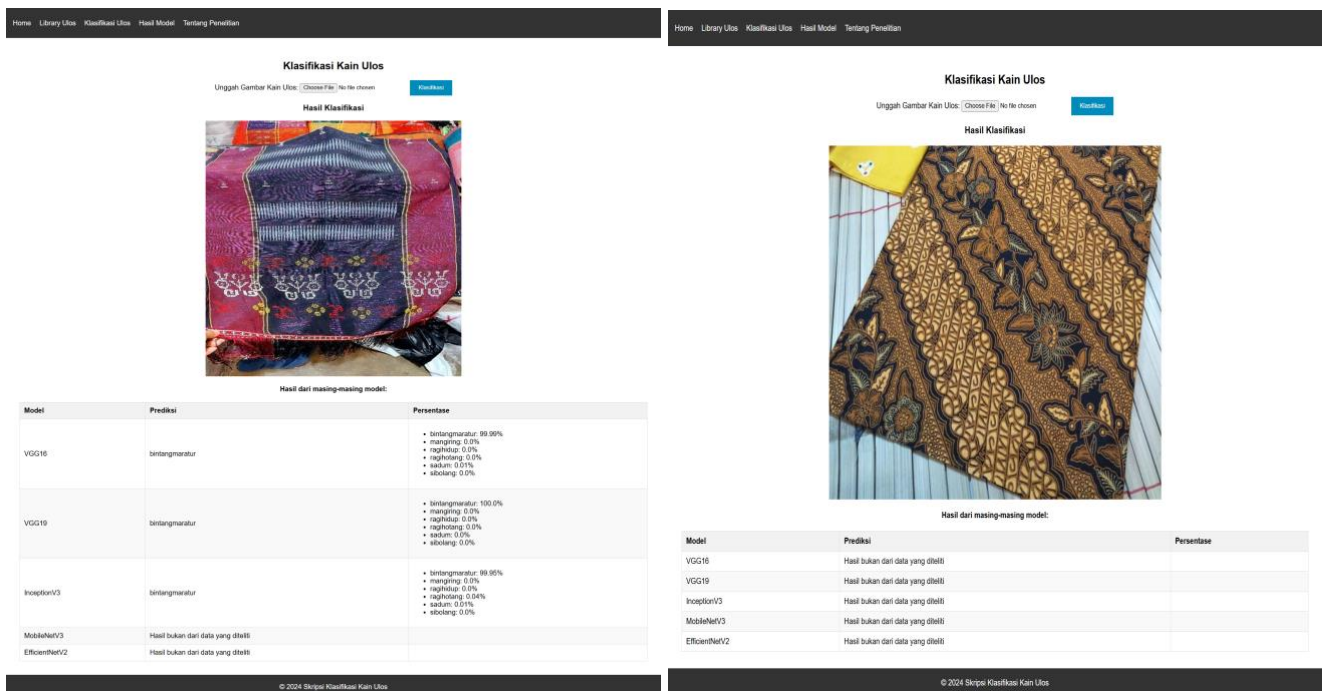 Home Library Ulos Klasifikasi Ulos Hasil Model Tentang Penelitian
Klasifikasi Kain Ulos
Unggah Gambar Kain Ulos: Choose File No file chosen Klasifikasi
Hasil Klasifikasi
Hasil dari masing-masing model:
Model Prediksi Persentase
VGG16 bintangmaratur
• bintangmaratur: 99.99%
• mangiring: 0.0%
• ragihidup: 0.0%
• ragihotang: 0.0%
• sadum: 0.01%
• sibolang: 0.0%
VGG19 bintangmaratur
• bintangmaratur: 100.0%
• mangiring: 0.0%
• ragihidup: 0.0%
• ragihotang: 0.0%
• sadum: 0.0%
• sibolang: 0.0%
InceptionV3 bintangmaratur
• bintangmaratur: 99.95%
• mangiring: 0.0%
• ragihidup: 0.0%
• ragihotang: 0.04%
• sadum: 0.01%
• sibolang: 0.0%
MobileNetV3 Hasil bukan dari data yang diteliti
EfficientNetV2 Hasil bukan dari data yang diteliti
© 2024 Skripsi Klasifikasi Kain Ulos
Home Library Ulos Klasifikasi Ulos Hasil Model Tentang Penelitian
Klasifikasi Kain Ulos
Unggah Gambar Kain Ulos: Choose File No file chosen Klasifikasi
Hasil Klasifikasi
Hasil dari masing-masing model:
Model Prediksi Persentase
VGG16 Hasil bukan dari data yang diteliti
VGG19 Hasil bukan dari data yang diteliti
InceptionV3 Hasil bukan dari data yang diteliti
MobileNetV3 Hasil bukan dari data yang diteliti
EfficientNetV2 Hasil bukan dari data yang diteliti
© 2024 Skripsi Klasifikasi Kain Ulos